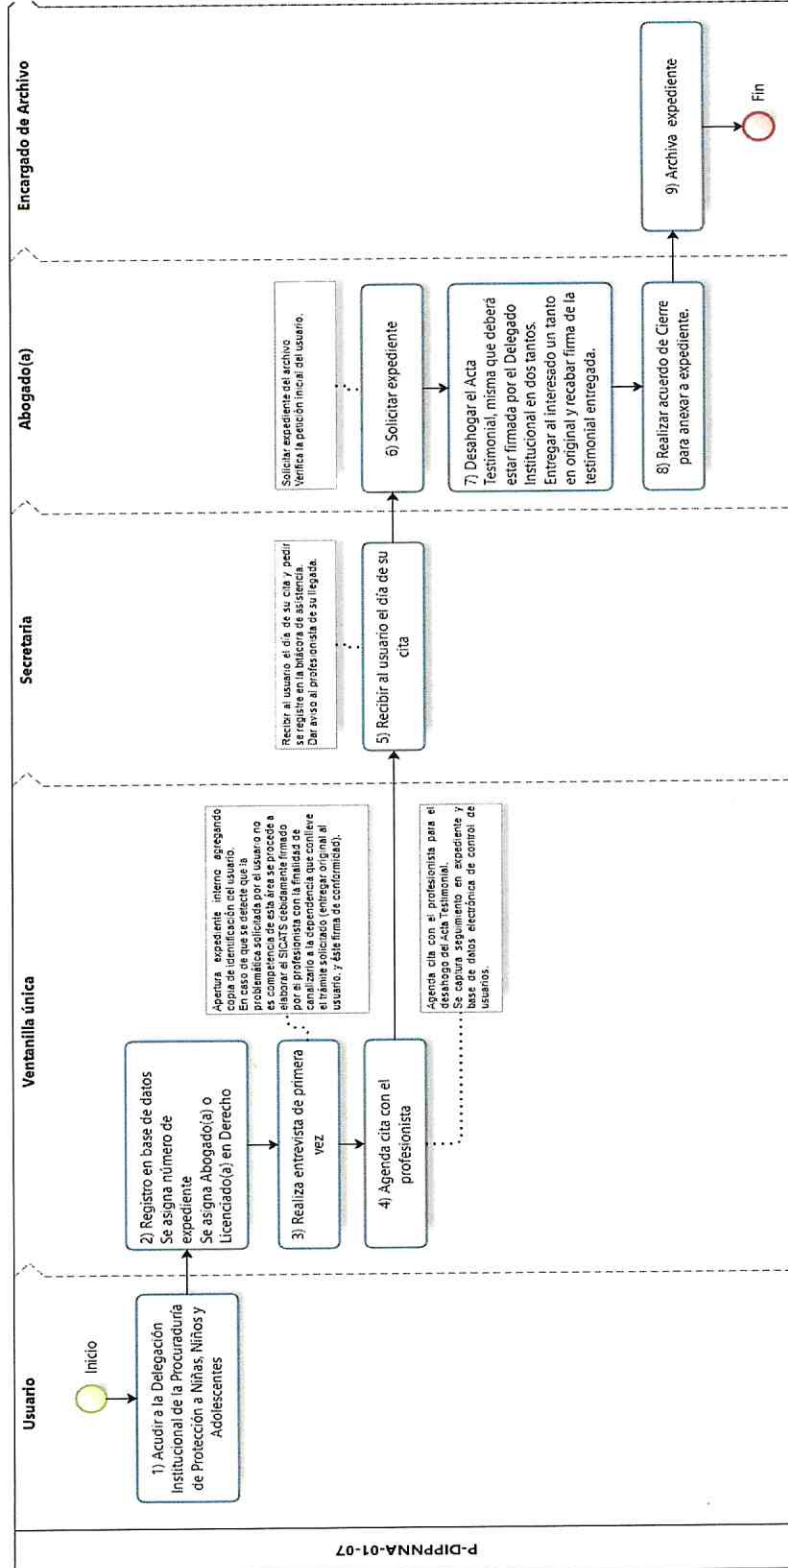 P-DIPPNNA-01-07
Usuario
Inicio
1) Acudir a la Delegación
Institucional de la Procuraduría
de Protección a Niñas, Niños y
Adolescentes
Ventanilla única
2) Registro en base de datos
Se asigna número de
expediente
Se asigna Abogado(a) o
Licenciado(a) en Derecho
3) Realiza entrevista de primera
vez
Apertura expediente interno agregando
copia de identificación del usuario.
En caso de que se detecte que la
problemática solicitada por el usuario no
es competencia de esta área se procede a
elaborar el SICATS debidamente firmado
por el profesionista con la finalidad de
canalizarlo a la dependencia que conlleve
el trámite solicitado (entregar original al
usuario, y éste firma de conformidad).
4) Agenda cita con el
profesionista
Agenda cita con el profesionista para el
desahogo del Acta Testimonial.
Se captura seguimiento en expediente y
base de datos electrónica de control de
usuarios.
Secretaria
Recibir al usuario el día de su cita y pedir
se registre en la bitácora de asistencia.
Dar aviso al profesionista de su llegada.
5) Recibir al usuario el día de su
cita
Abogado(a)
Solicitar expediente del archivo
Verifica la petición inicial del usuario.
6) Solicitar expediente
7) Desahogar el Acta
Testimonial, misma que deberá
estar firmada por el Delegado
Institucional en dos tantos.
Entregar al interesado un tanto
en original y recabar firma de la
testimonial entregada.
8) Realizar acuerdo de Cierre
para anexar a expediente.
Encargado de Archivo
9) Archiva expediente
Fin